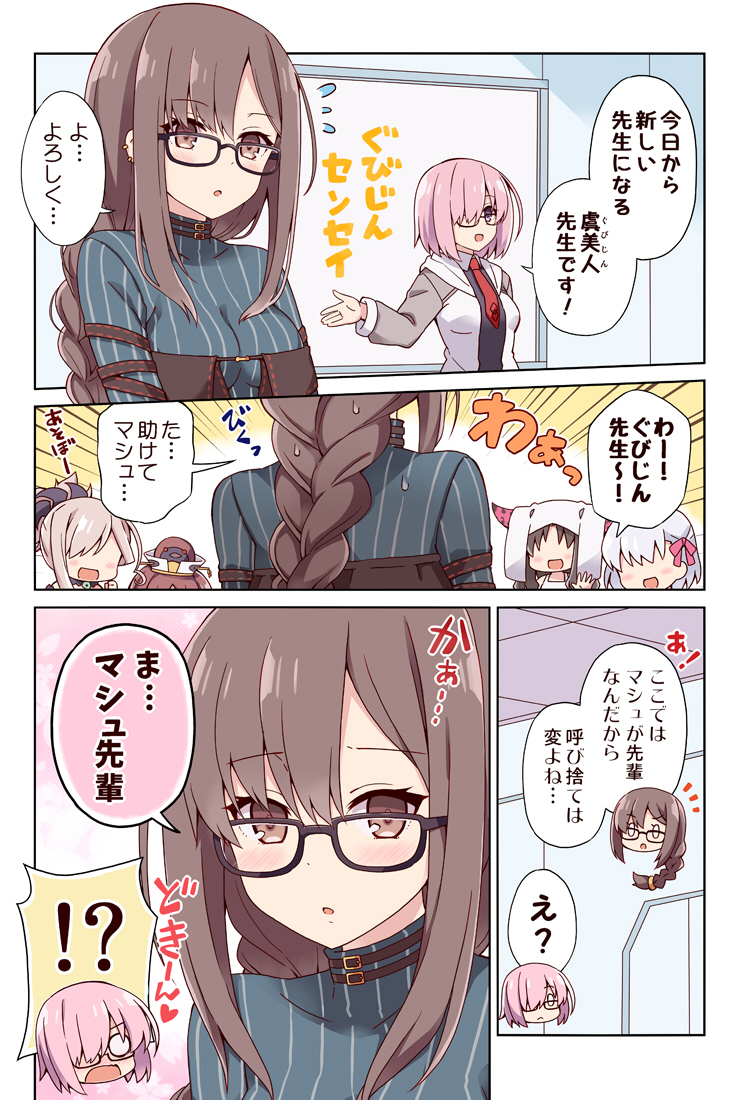 今日から
新しい
先生になる
虞美人
ぐびじん
先生です！
ぐびじん
センセイ
よ…
よろしく…
わー！
ぐびじん
先生〜！
わあっ
びくっ
た…
助けて
マシュ…
あそぼー
あ！
ここでは
マシュが先輩
なんだから
呼び捨ては
変よね…
え？
かぁ…
ま…
マシュ先輩
どきーん♥
！？